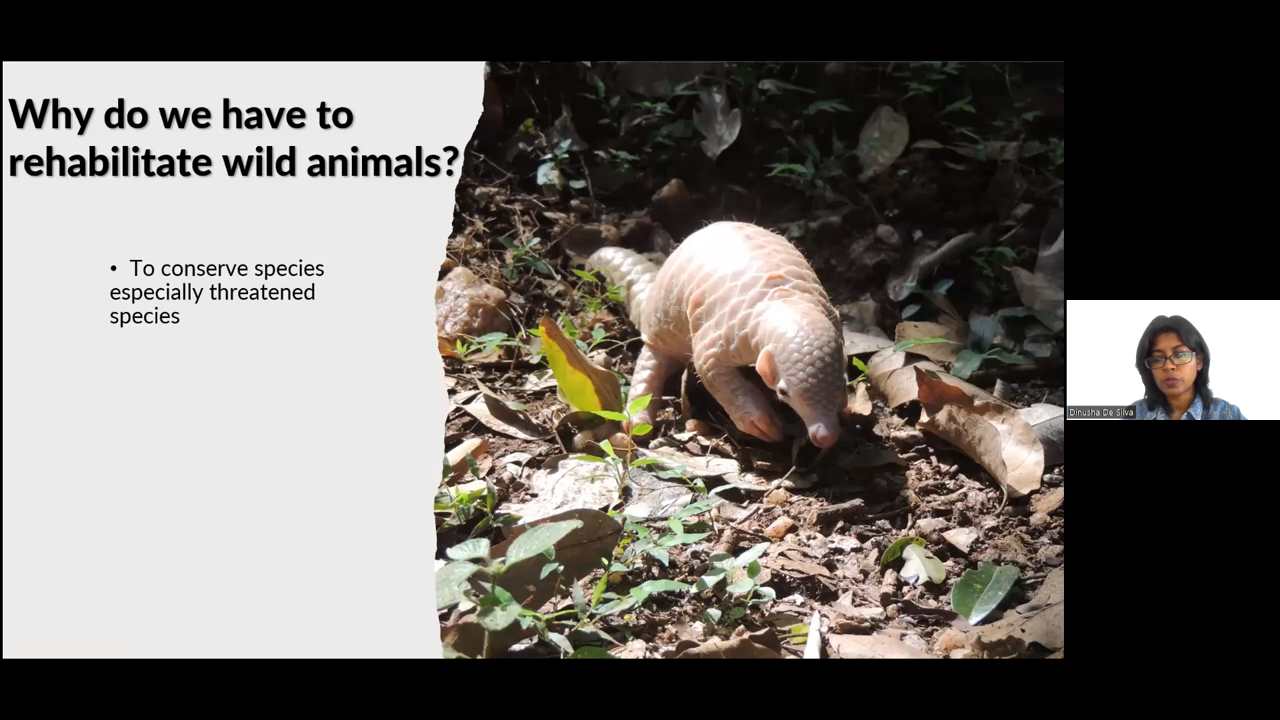 Why do we have to
rehabilitate wild animals?
• To conserve species
especially threatened
species
Dinusha De Silva